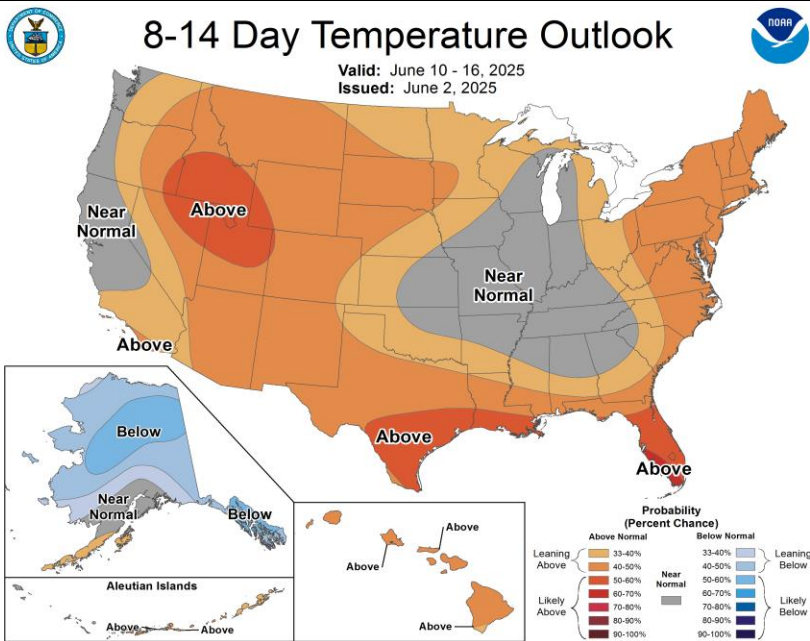 8-14 Day Temperature Outlook
Valid: June 10 - 16, 2025
Issued: June 2, 2025
NOAA
Near
Normal
Above
Near
Normal
Above
Above
Above
Below
Near
Normal
Below
Aleutian Islands
Above
Above
Above
Above
Above
Probability
(Percent Chance)
Above Normal
Below Normal
Leaning
Above
33-40%
40-50%
Likely
Above
50-60%
60-70%
70-80%
80-90%
90-100%
Near
Normal
33-40%
40-50%
Leaning
Below
50-60%
60-70%
70-80%
80-90%
90-100%
Likely
Below